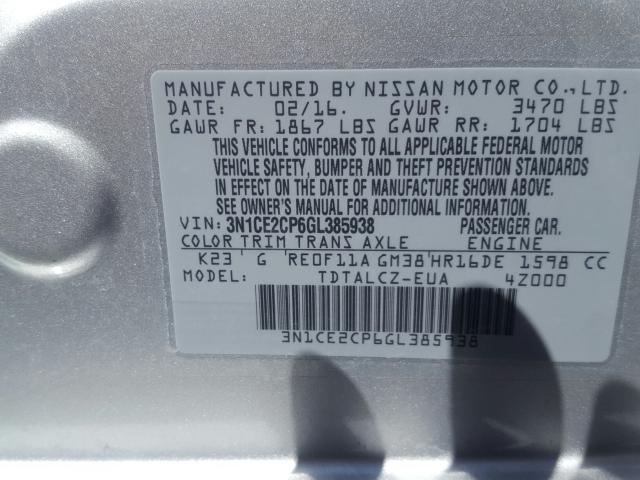 MANUFACTURED BY NISSAN MOTOR CO., LTD.
DATE: 02/16. GVWR: 3470 LBS
GAWR FR: 1867 LBS GAWR RR: 1704 LBS
THIS VEHICLE CONFORMS TO ALL APPLICABLE FEDERAL MOTOR
VEHICLE SAFETY, BUMPER AND THEFT PREVENTION STANDARDS
IN EFFECT ON THE DATE OF MANUFACTURE SHOWN ABOVE.
SEE OWNER'S MANUAL FOR ADDITIONAL INFORMATION.
VIN: 3N1CE2CP6GL385938 PASSENGER CAR.
COLOR TRIM TRANS AXLE ENGINE
K23 G RE0F11A GM38 HR16DE 1598 CC
MODEL: TDTALCZ-EUA 4Z000
3N1CE2CP6GL385938